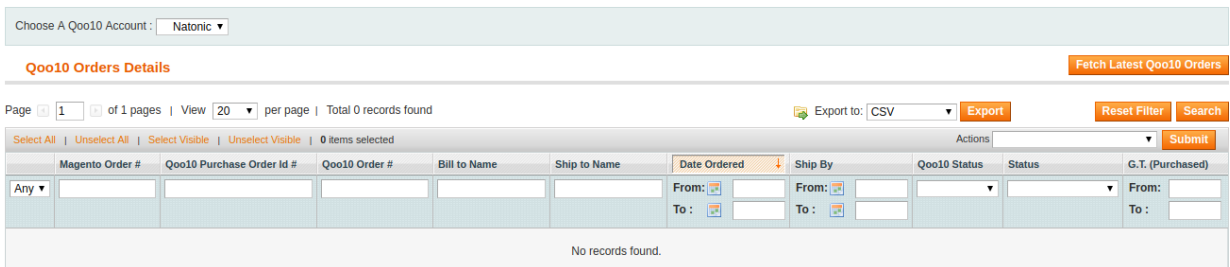 Choose A Qoo10 Account : Natonic
Qoo10 Orders Details Fetch Latest Qoo10 Orders
Page 1 of 1 pages | View 20 per page | Total 0 records found Export to: CSV Export Reset Filter Search
Select All | Unselect All | Select Visible | Unselect Visible | 0 items selected Actions Submit
Magento Order # Qoo10 Purchase Order Id # Qoo10 Order # Bill to Name Ship to Name Date Ordered Ship By Qoo10 Status Status G.T. (Purchased)
Any From: From: From:
To : To : To :
No records found.